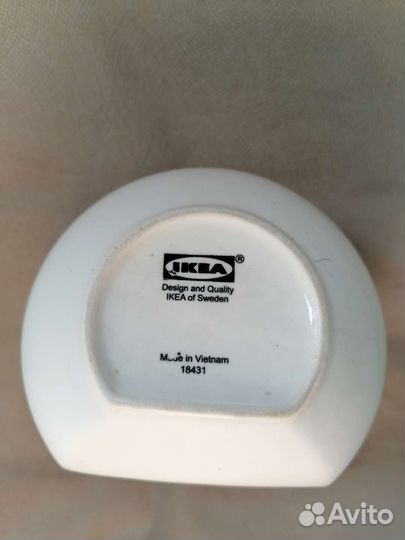 IKEA®
Design and Quality
IKEA of Sweden
Made in Vietnam
18431
Avito